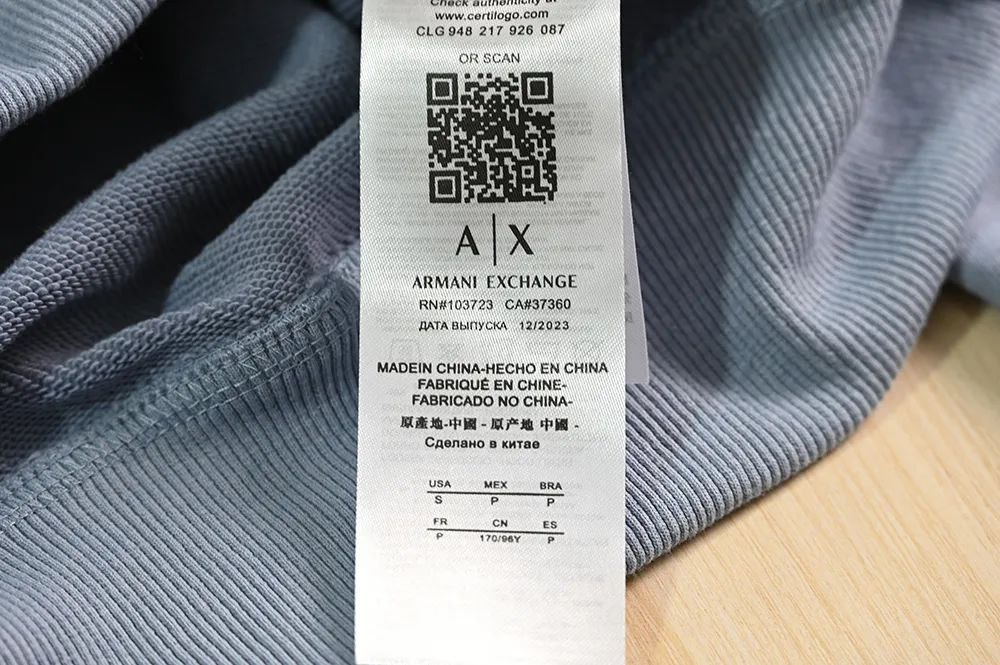 Check authenticity at
www.certilogo.com
CLG 948 217 926 087
OR SCAN
A|X
ARMANI EXCHANGE
RN#103723 CA#37360
ДАТА ВЫПУСКА 12/2023
MADEIN CHINA-HECHO EN CHINA
FABRIQUÉ EN CHINE-
FABRICADO NO CHINA-
原產地-中國 - 原产地 中國 -
Сделано в китае
USA MEX BRA
S P P
FR CN ES
P 170/96Y P